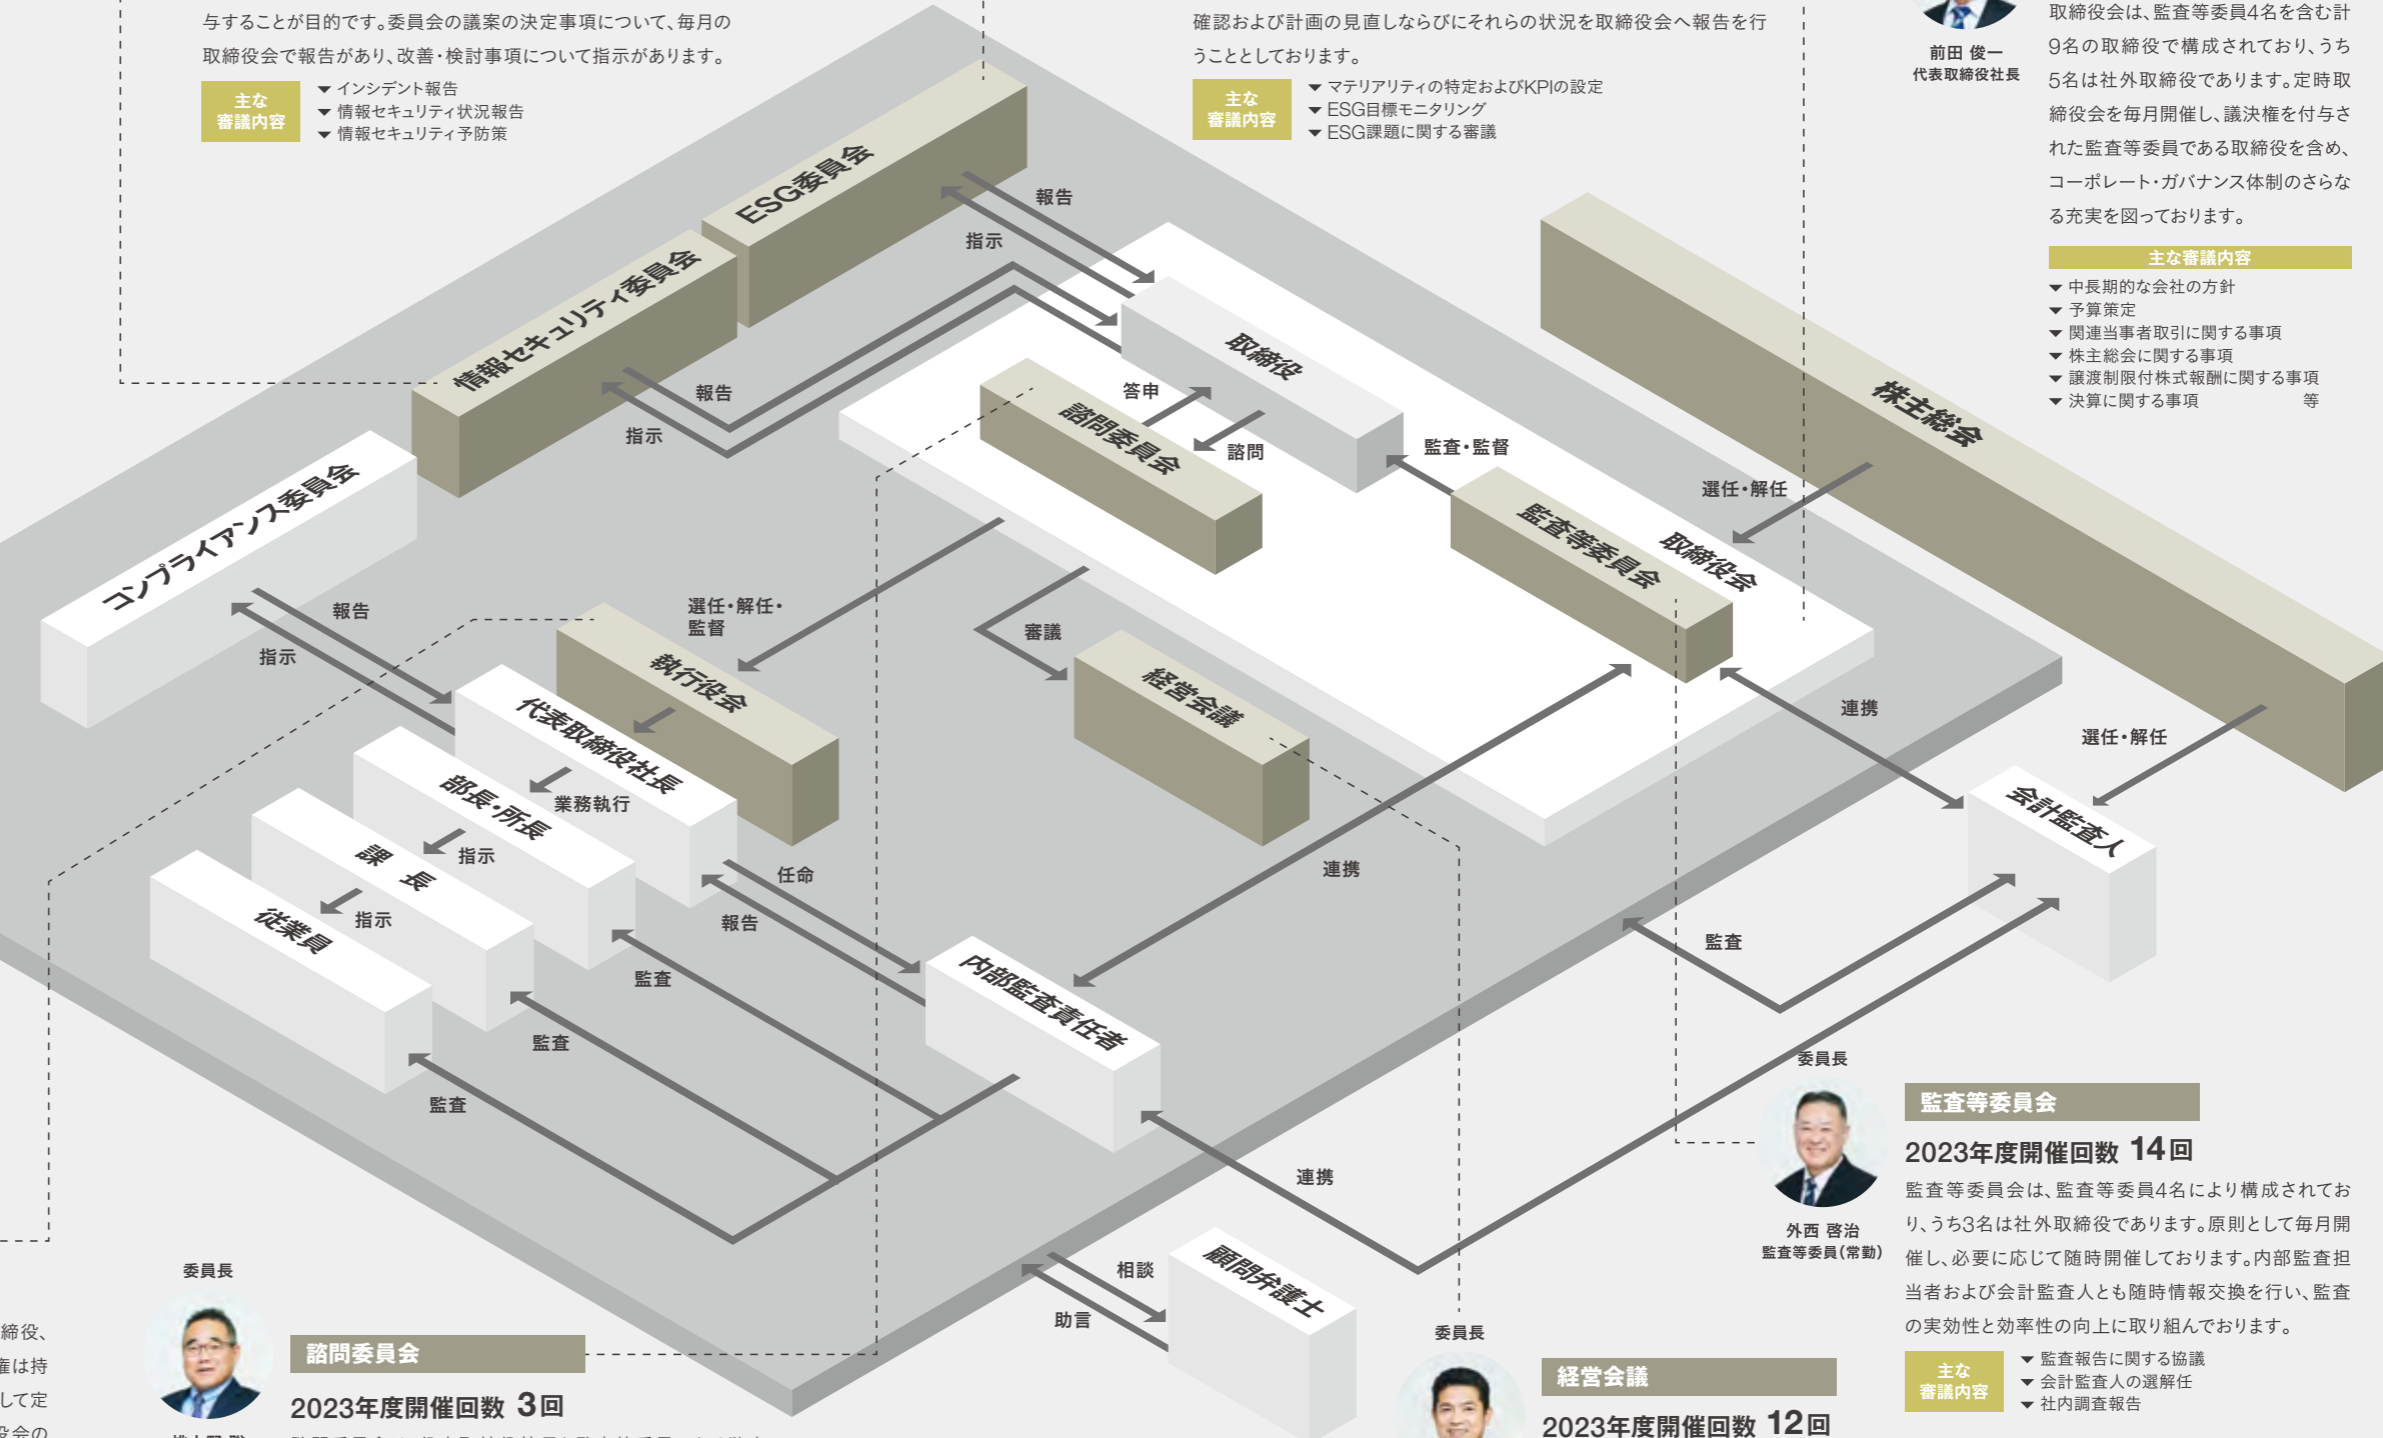 与することが目的です。委員会の議案の決定事項について、毎月の
取締役会で報告があり、改善・検討事項について指示があります。
主な
審議内容
▼ インシデント報告
▼ 情報セキュリティ状況報告
▼ 情報セキュリティ予防策
確認および計画の見直しならびにそれらの状況を取締役会へ報告を行
うこととしております。
主な
審議内容
▼ マテリアリティの特定およびKPIの設定
▼ ESG目標モニタリング
▼ ESG課題に関する審議
前田 俊一
代表取締役社長
取締役会は、監査等委員4名を含む計
9名の取締役で構成されており、うち
5名は社外取締役であります。定時取
締役会を毎月開催し、議決権を付与さ
れた監査等委員である取締役を含め、
コーポレート・ガバナンス体制のさらな
る充実を図っております。
主な審議内容
▼ 中長期的な会社の方針
▼ 予算策定
▼ 関連当事者取引に関する事項
▼ 株主総会に関する事項
▼ 譲渡制限付株式報酬に関する事項
▼ 決算に関する事項 等
ESG委員会
報告
指示
情報セキュリティ委員会
報告
指示
取締役
答申
諮問
諮問委員会
監査・監督
監査等委員会
取締役会
選任・解任
株主総会
コンプライアンス委員会
報告
指示
選任・解任・
監督
審議
執行役会
経営会議
代表取締役社長
業務執行
部長・所長
指示
課 長
指示
従業員
任命
報告
連携
連携
選任・解任
会計監査人
監査
内部監査責任者
監査
監査
監査
連携
相談
助言
顧問弁護士
委員長
外西 啓治
監査等委員(常勤)
監査等委員会
2023年度開催回数 14回
監査等委員会は、監査等委員4名により構成されてお
り、うち3名は社外取締役であります。原則として毎月開
催し、必要に応じて随時開催しております。内部監査担
当者および会計監査人とも随時情報交換を行い、監査
の実効性と効率性の向上に取り組んでおります。
主な
審議内容
▼ 監査報告に関する協議
▼ 会計監査人の選解任
▼ 社内調査報告
締役、
権は持
して定
役会の
委員長
諮問委員会
2023年度開催回数 3回
委員長
経営会議
2023年度開催回数 12回